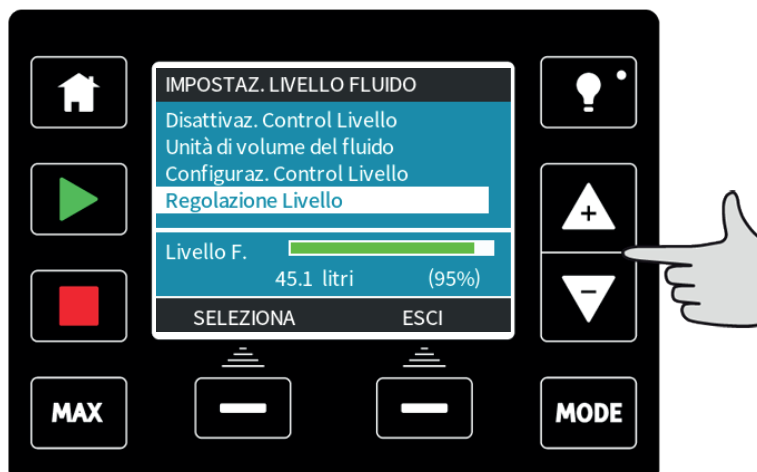 IMPOSTAZ. LIVELLO FLUIDO
Disattivaz. Control Livello
Unità di volume del fluido
Configuraz. Control Livello
Regolazione Livello
Livello F.
45.1 litri (95%)
SELEZIONA ESCI
+
-
MAX
MODE